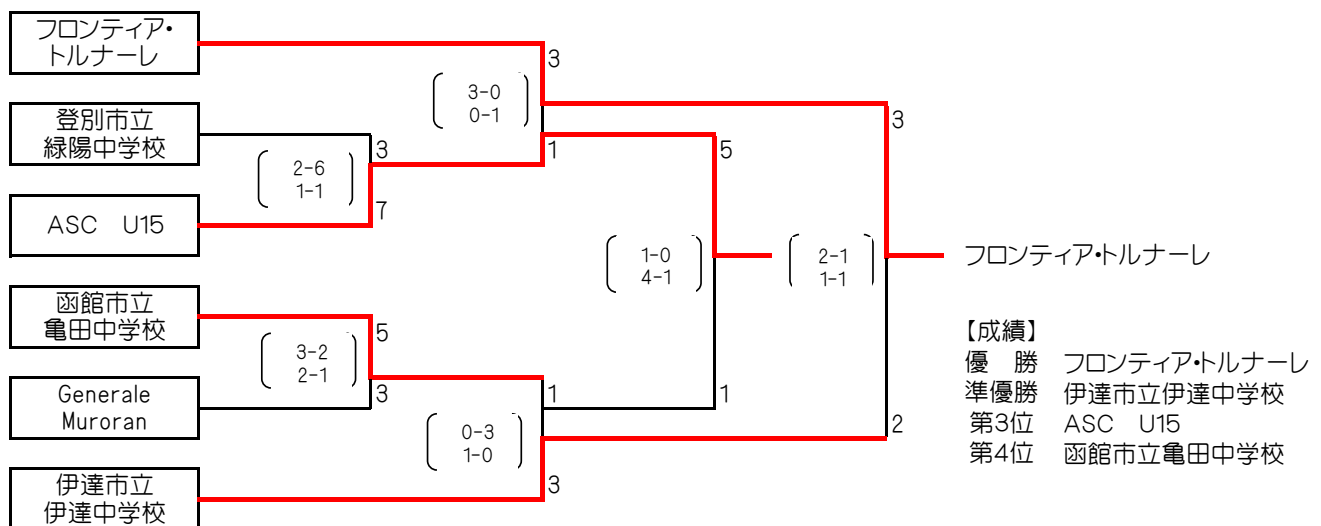 フロンティア・
トルナーレ
3
3-0
0-1
登別市立
緑陽中学校
3
3
1
5
2-6
1-1
ASC　U15
7
1-0
4-1
2-1
1-1
フロンティア・トルナーレ
函館市立
亀田中学校
5
3-2
2-1
Generale
Muroran
3
1
1
2
0-3
1-0
伊達市立
伊達中学校
3
【成績】
優　勝　フロンティア・トルナーレ
準優勝　伊達市立伊達中学校
第3位　ASC　U15
第4位　函館市立亀田中学校